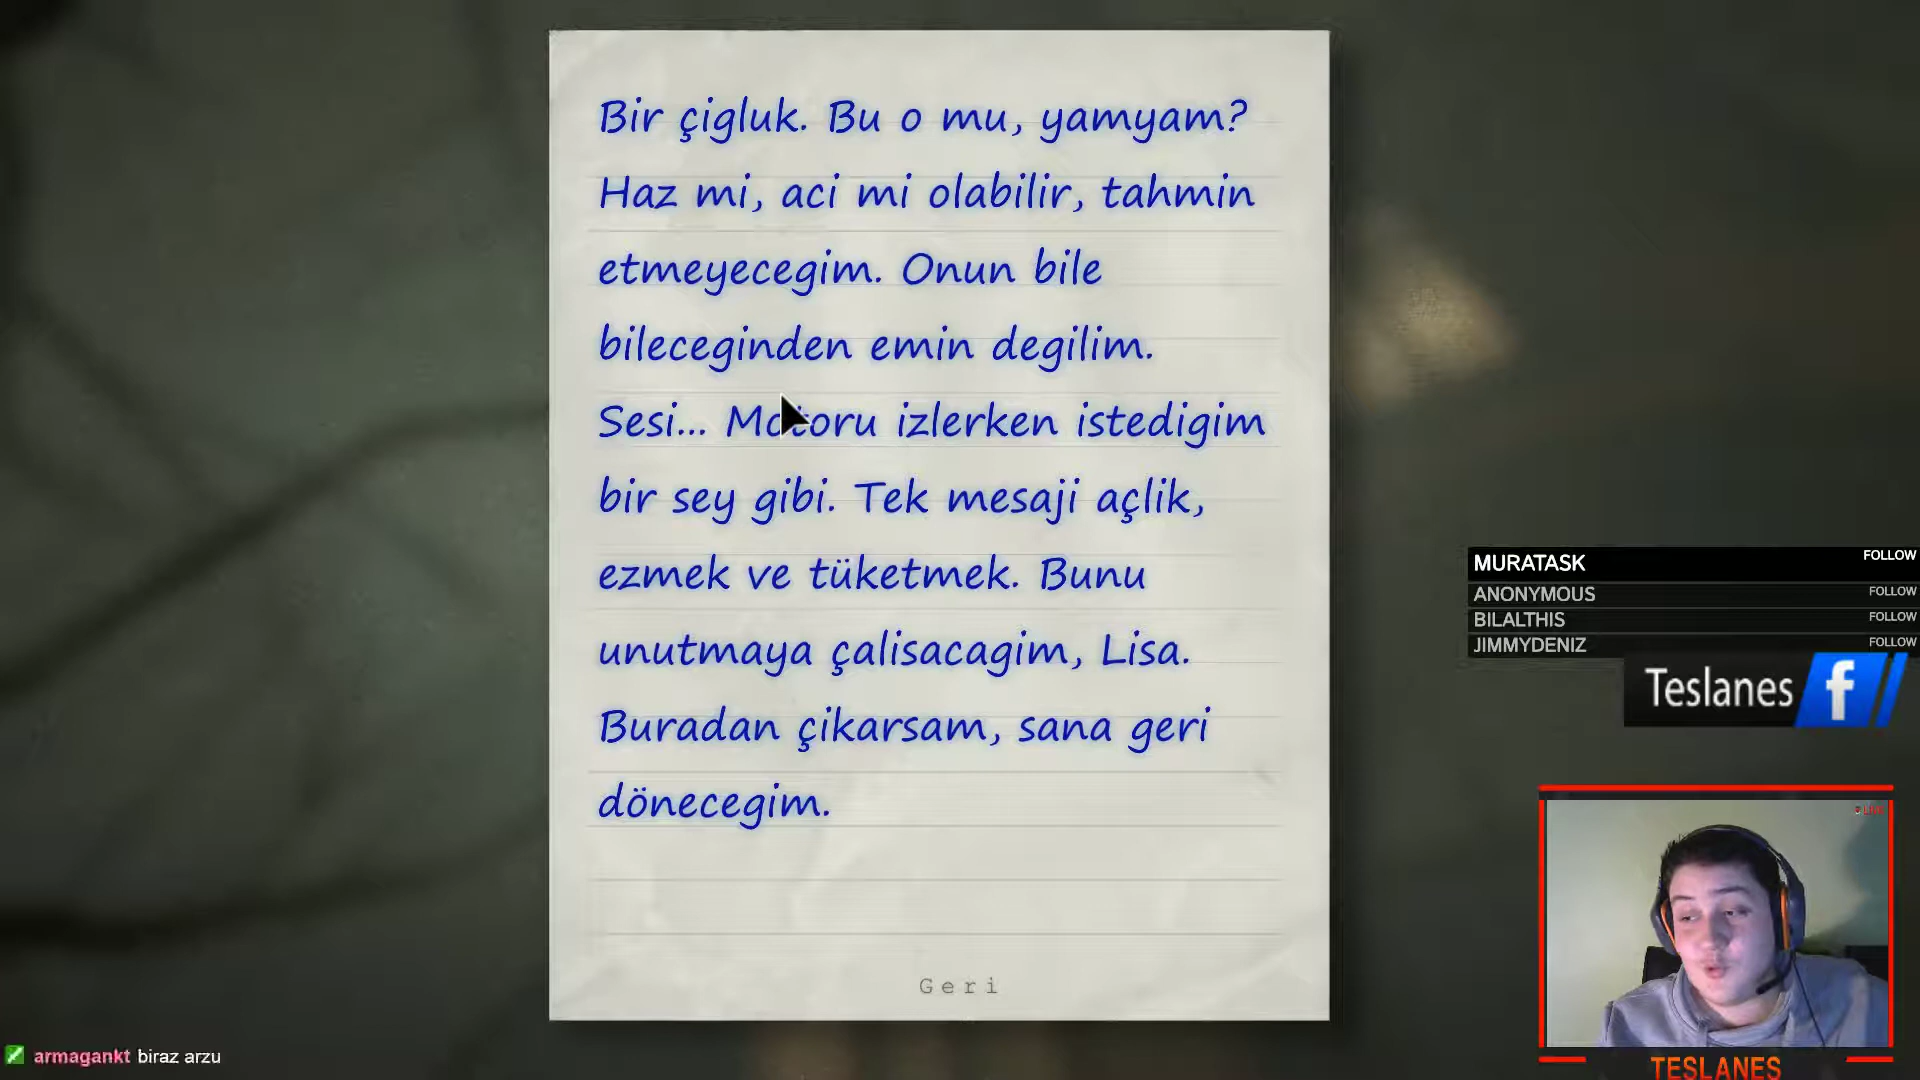 Bir çigluk. Bu o mu, yamyam?
Haz mi, aci mi olabilir, tahmin
etmeyecegim. Onun bile
bileceginden emin degilim.
Sesi... Motoru izlerken istedigim
bir sey gibi. Tek mesaji açlik,
ezmek ve tüketmek. Bunu
unutmaya çalisacagim, Lisa.
Buradan çikarsam, sana geri
dönecegim.
Geri
MURATASK FOLLOW
ANONYMOUS FOLLOW
BILALTHIS FOLLOW
JIMMYDENIZ FOLLOW
Teslanes f
LIVE
TESLANES
armagankt biraz arzu